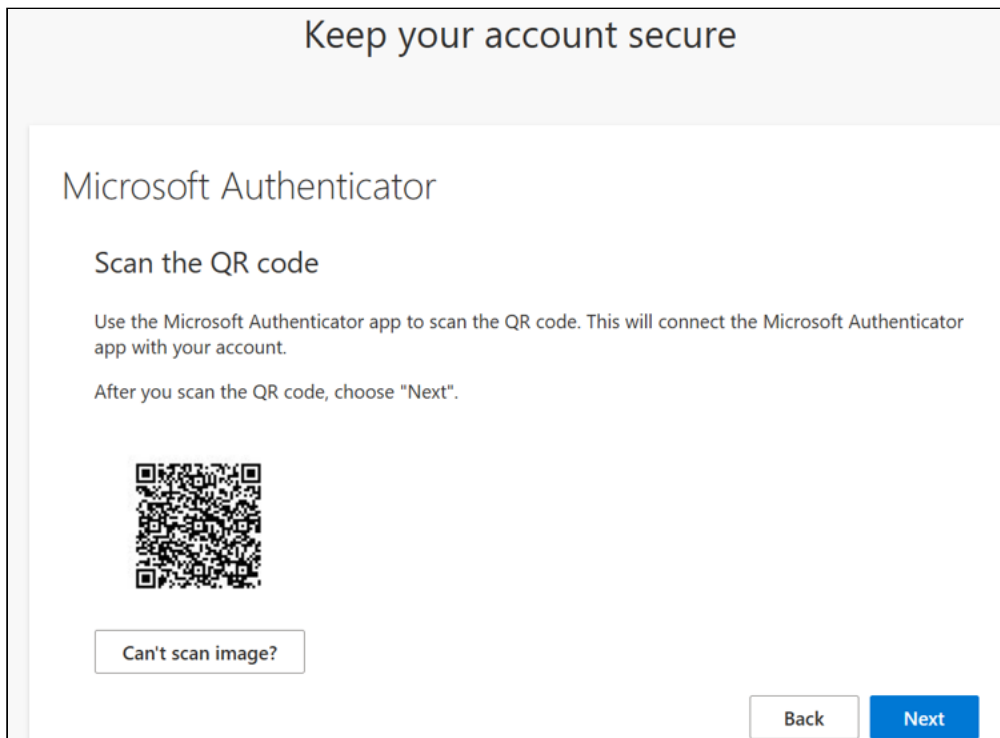 Keep your account secure
Microsoft Authenticator
Scan the QR code
Use the Microsoft Authenticator app to scan the QR code. This will connect the Microsoft Authenticator
app with your account.
After you scan the QR code, choose "Next".
Can't scan image?
Back
Next